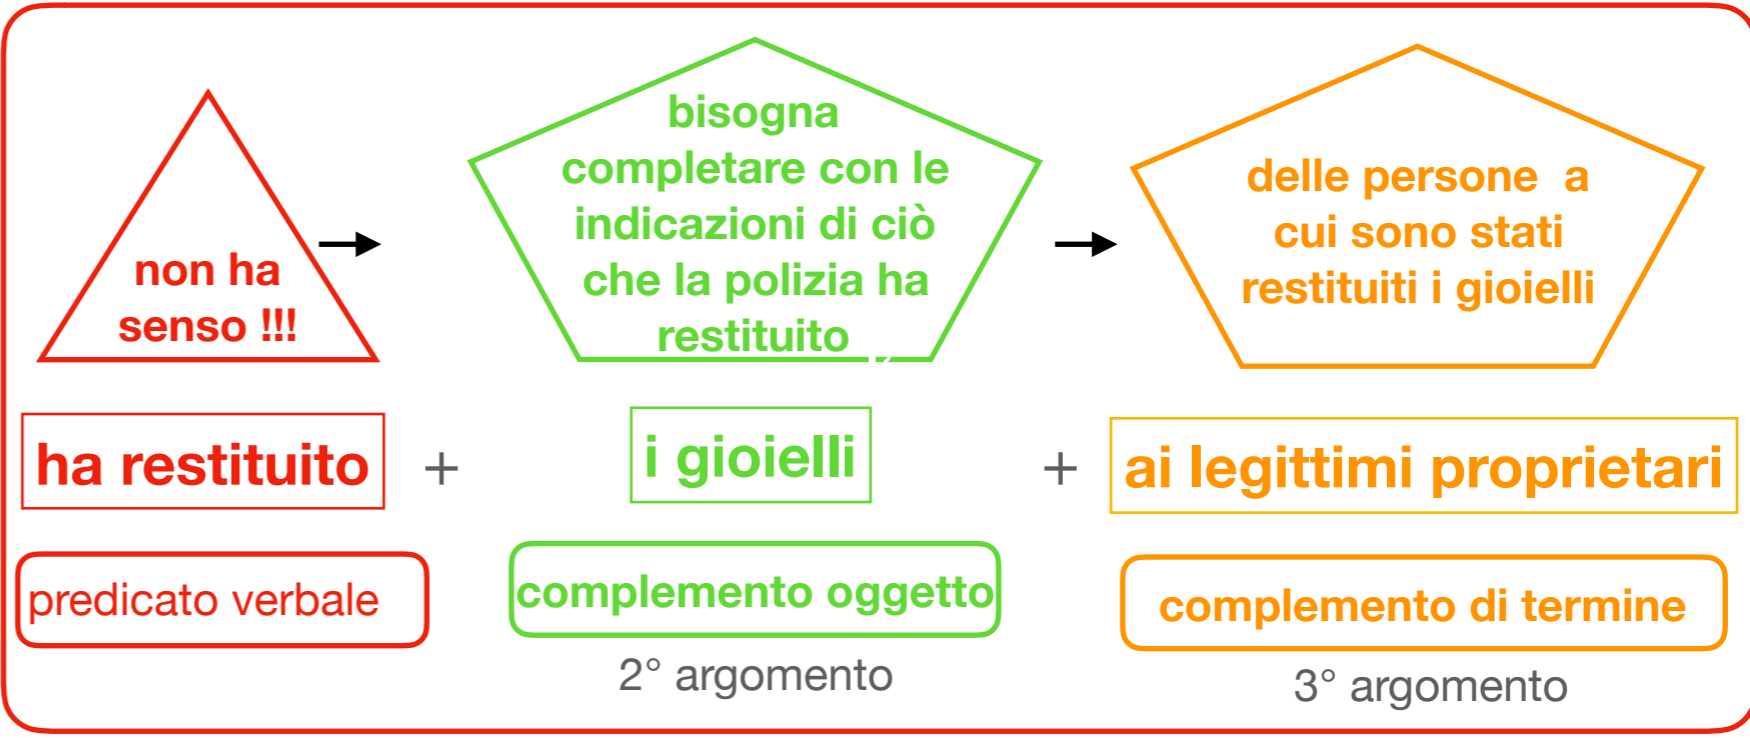 non ha
senso !!!
bisogna
completare con le
indicazioni di ciò
che la polizia ha
restituito
delle persone a
cui sono stati
restituiti i gioielli
ha restituito
+
i gioielli
+
ai legittimi proprietari
predicato verbale
complemento oggetto
complemento di termine
2° argomento
3° argomento